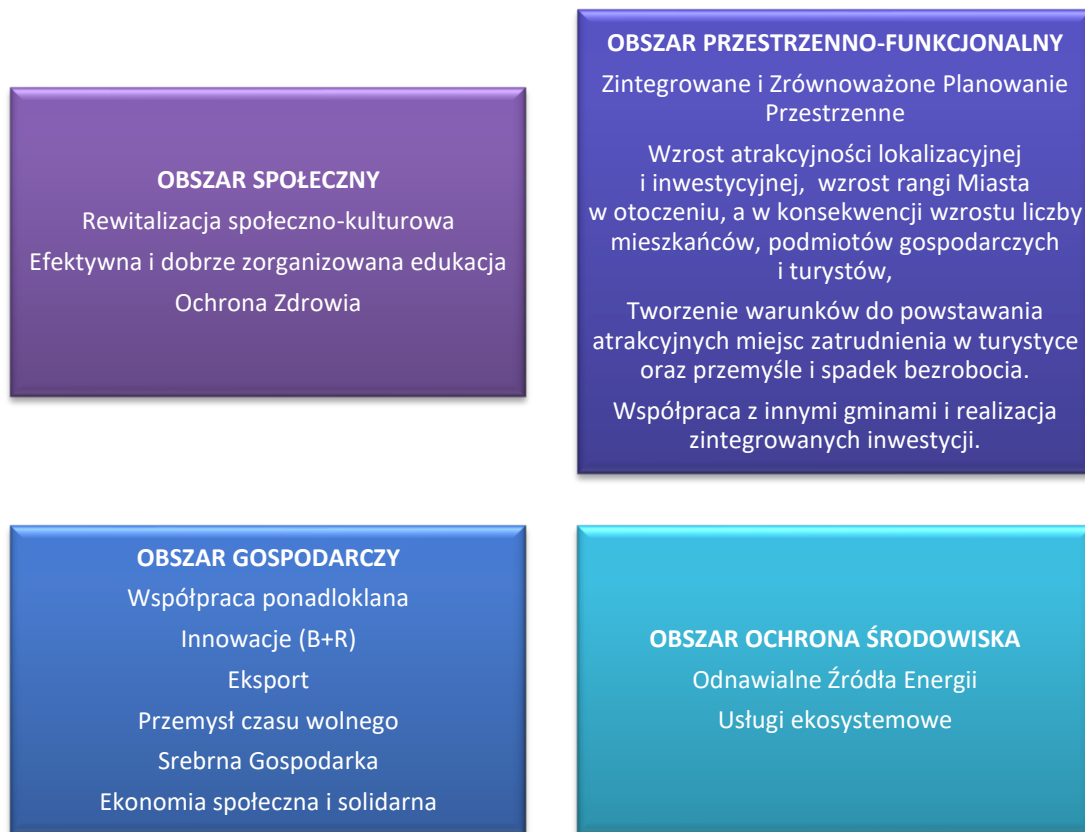 OBSZAR SPOŁECZNY
Rewitalizacja społeczno-kulturowa
Efektywna i dobrze zorganizowana edukacja
Ochrona Zdrowia
OBSZAR PRZESTRZENNO-FUNKCJONALNY
Zintegrowane i Zrównoważone Planowanie
Przestrzenne
Wzrost atrakcyjności lokalizacyjnej
i inwestycyjnej, wzrost rangi Miasta
w otoczeniu, a w konsekwencji wzrostu liczby
mieszkańców, podmiotów gospodarczych
i turystów,
Tworzenie warunków do powstawania
atrakcyjnych miejsc zatrudnienia w turystyce
oraz przemyśle i spadek bezrobocia.
Współpraca z innymi gminami i realizacja
zintegrowanych inwestycji.
OBSZAR GOSPODARCZY
Współpraca ponadloklana
Innowacje (B+R)
Eksport
Przemysł czasu wolnego
Srebrna Gospodarka
Ekonomia społeczna i solidarna
OBSZAR OCHRONA ŚRODOWISKA
Odnawialne Źródła Energii
Usługi ekosystemowe